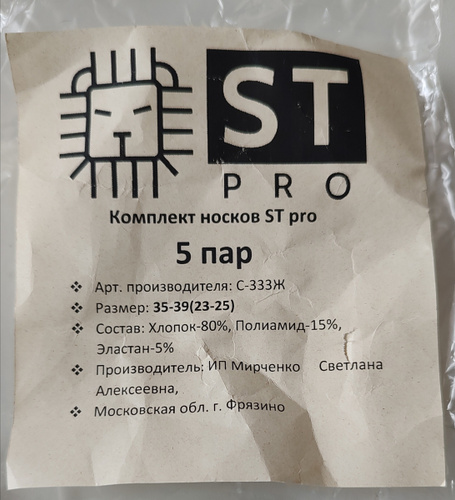 ST
PRO
Комплект носков ST pro
5 пар
❖ Арт. производителя: С-333Ж
❖ Размер: 35-39(23-25)
❖ Состав: Хлопок-80%, Полиамид-15%,
Эластан-5%
❖ Производитель: ИП Мирченко Светлана
Алексеевна,
❖ Московская обл. г. Фрязино